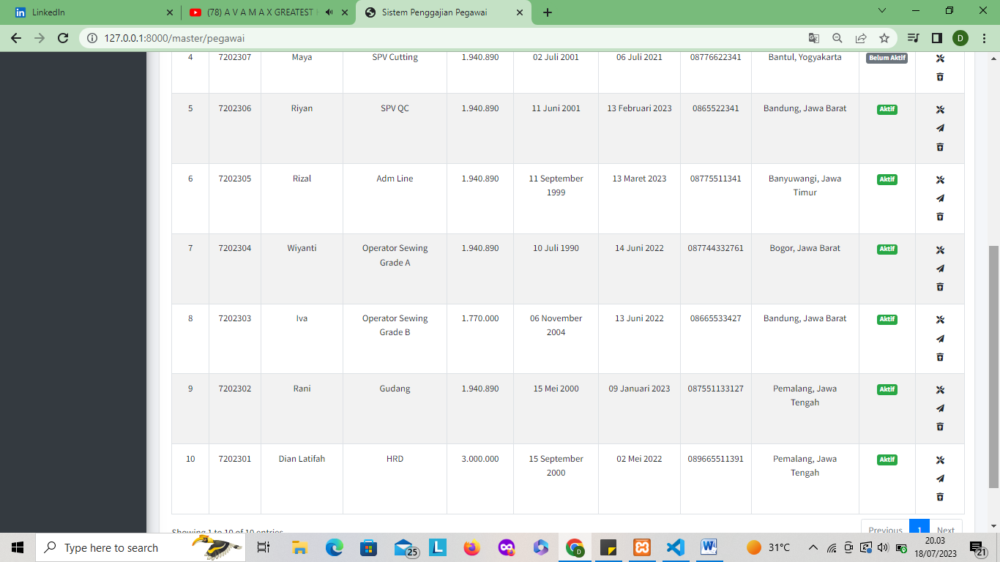 LinkedIn
(78) A V A M A X GREATEST
Sistem Penggajian Pegawai
127.0.0.1:8000/master/pegawai
D
4 7202307 Maya SPV Cutting 1.940.890 02 Juli 2001 06 Juli 2021 08776622341 Bantul, Yogyakarta Belum Aktif
5 7202306 Riyan SPV QC 1.940.890 11 Juni 2001 13 Februari 2023 0865522341 Bandung, Jawa Barat Aktif
6 7202305 Rizal Adm Line 1.940.890 11 September 13 Maret 2023 08775511341 Banyuwangi, Jawa Aktif
1999 Timur
7 7202304 Wiyanti Operator Sewing 1.940.890 10 Juli 1990 14 Juni 2022 087744332761 Bogor, Jawa Barat Aktif
Grade A
8 7202303 Iva Operator Sewing 1.770.000 06 November 13 Juni 2022 08665533427 Bandung, Jawa Barat Aktif
Grade B 2004
9 7202302 Rani Gudang 1.940.890 15 Mei 2000 09 Januari 2023 087551133127 Pemalang, Jawa Aktif
Tengah
10 7202301 Dian Latifah HRD 3.000.000 15 September 02 Mei 2022 089665511391 Pemalang, Jawa Aktif
2000 Tengah
Showing 1 to 10 of 10 entries
Previous 1 Next
Type here to search
25
L
D
31°C
20.03
18/07/2023
21